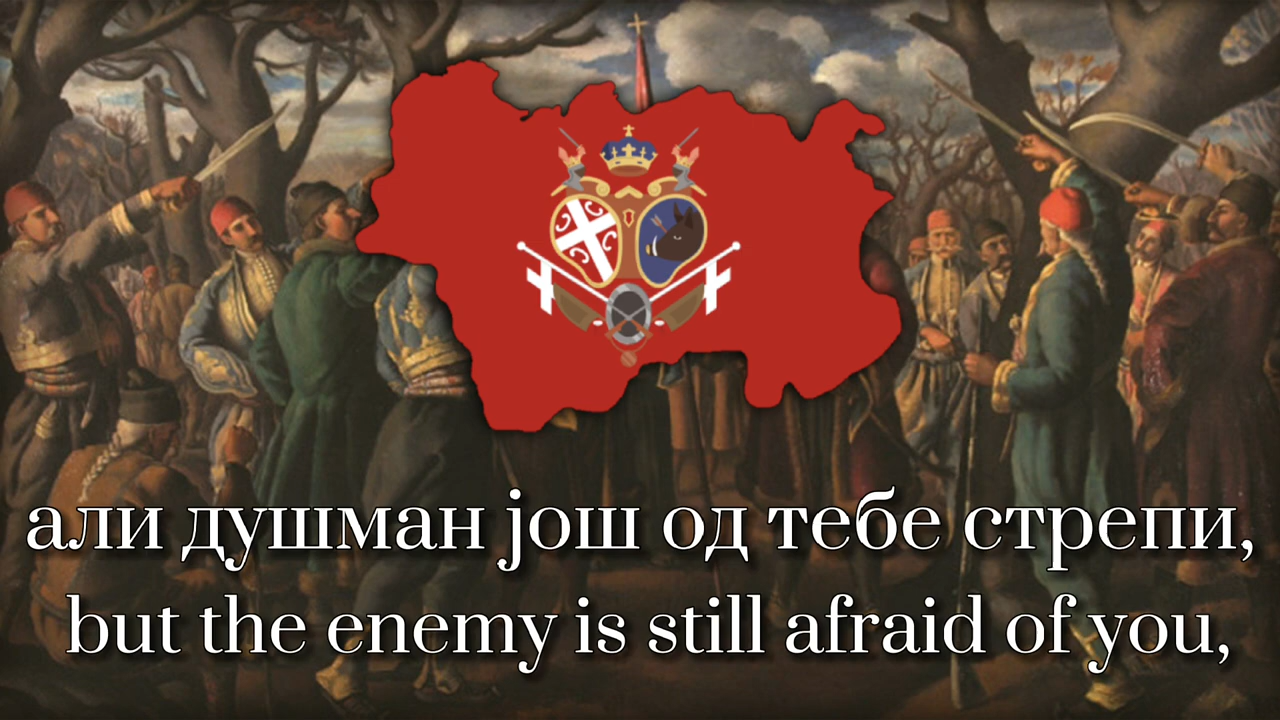 али душман још од тебе стрепи,
but the enemy is still afraid of you,